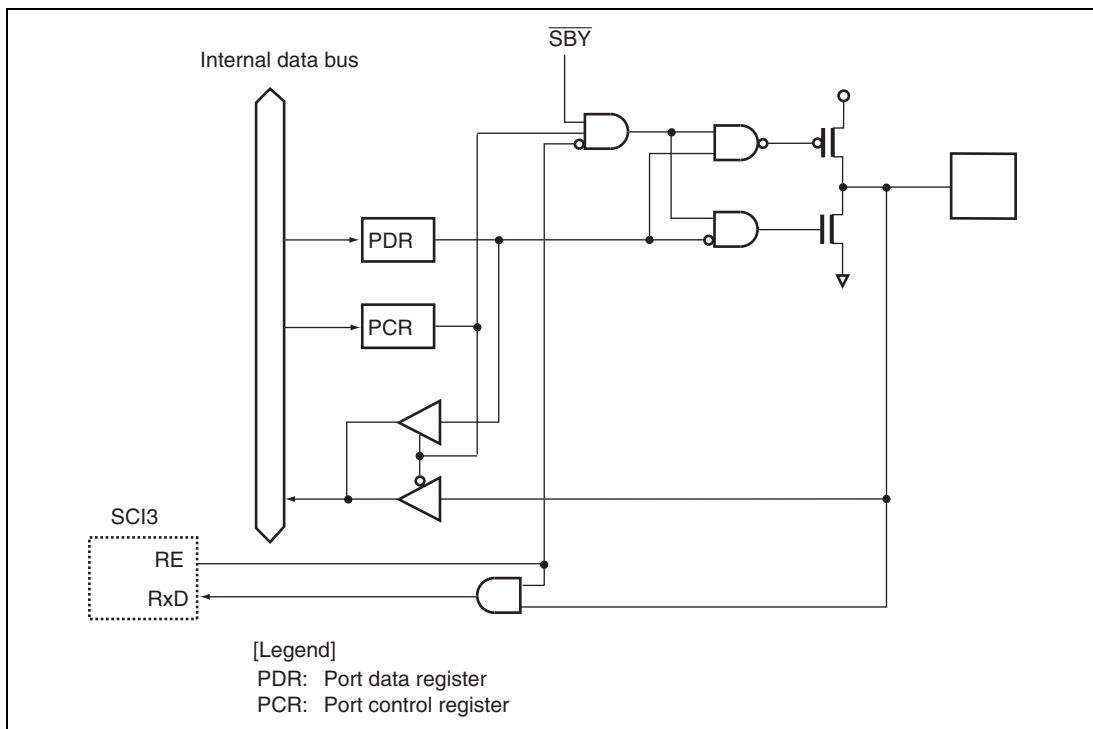 SBY
Internal data bus
PDR
PCR
SCI3
RE
RxD
[Legend]
PDR: Port data register
PCR: Port control register